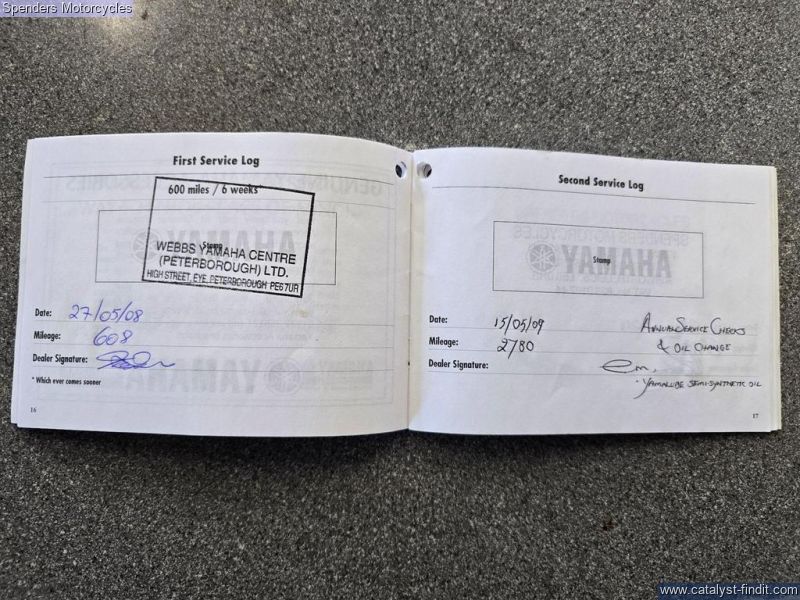 Spenders Motorcycles
First Service Log
600 miles / 6 weeks*
Stamp
WEBBS YAMAHA CENTRE
(PETERBOROUGH) LTD.
HIGH STREET, EYE, PETERBOROUGH PE6 7UR
Date: 27/05/08
Mileage: 608
Dealer Signature:
* Which ever comes sooner
16
Second Service Log
Stamp
YAMAHA
Date: 15/05/09
Mileage: 2780
Dealer Signature:
ANNUAL SERVICE CHECKS
& OIL CHANGE
YAMALUBE SEMI-SYNTHETIC OIL
17
www.catalyst-findit.com